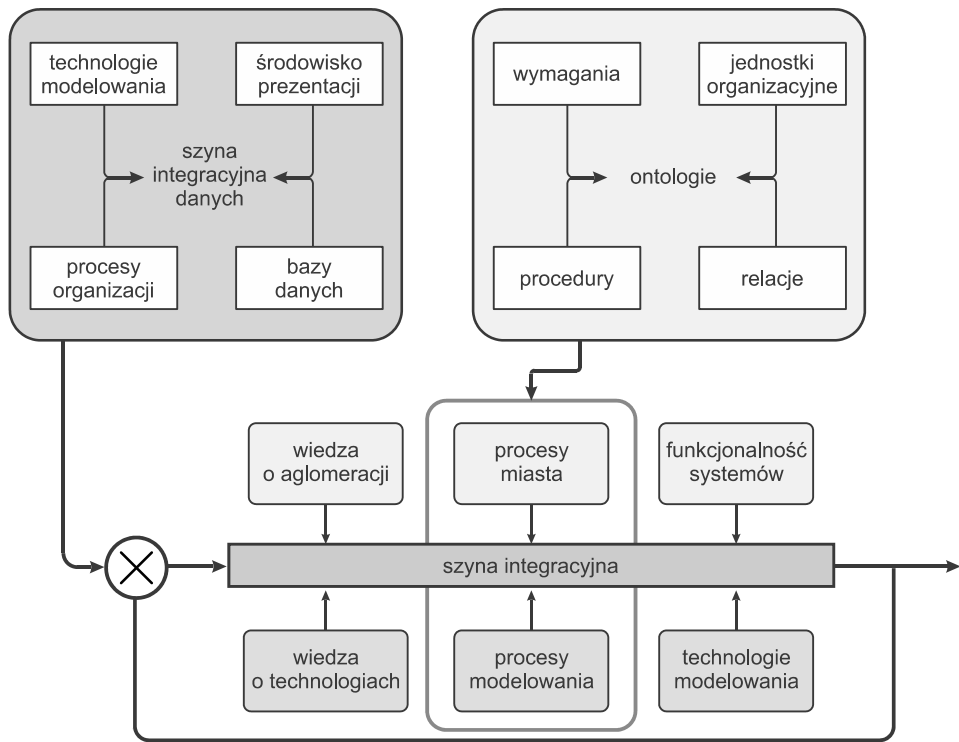 technologie
modelowania
środowisko
prezentacji
szyna
integracyjna
danych
procesy
organizacji
bazy
danych
wymagania
jednostki
organizacyjne
ontologie
procedury
relacje
wiedza
o aglomeracji
procesy
miasta
funkcjonalność
systemów
szyna integracyjna
wiedza
o technologiach
procesy
modelowania
technologie
modelowania